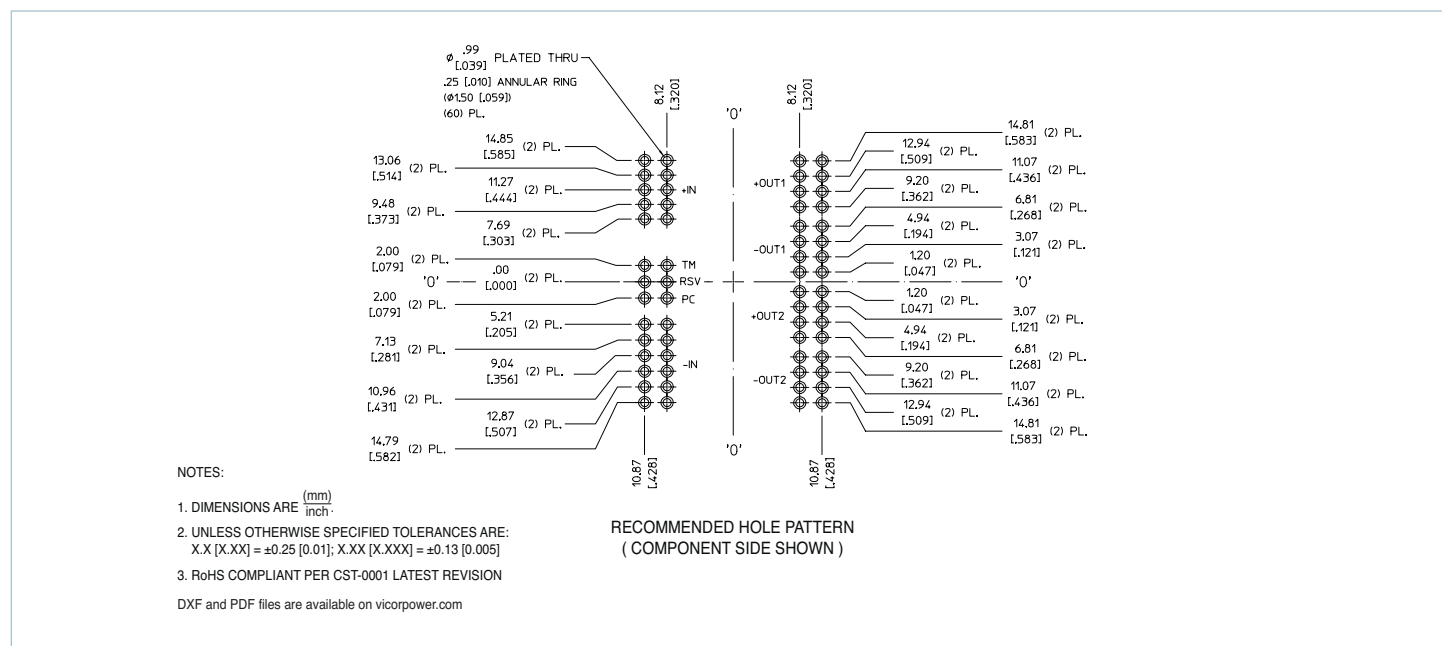 ø .99 [.039] PLATED THRU
.25 [.010] ANNULAR RING
(ø1.50 [.059])
(60) PL.
8.12 [.320]
'0'
8.12 [.320]
14.85 [.585] (2) PL.
13.06 [.514] (2) PL.
11.27 [.444] (2) PL.
9.48 [.373] (2) PL.
7.69 [.303] (2) PL.
2.00 [.079] (2) PL.
'0'
.00 [.000] (2) PL.
2.00 [.079] (2) PL.
5.21 [.205] (2) PL.
7.13 [.281] (2) PL.
9.04 [.356] (2) PL.
10.96 [.431] (2) PL.
12.87 [.507] (2) PL.
14.79 [.582] (2) PL.
+IN
TM
RSV
PC
-IN
+OUT1
-OUT1
+OUT2
-OUT2
14.81 [.583] (2) PL.
12.94 [.509] (2) PL.
11.07 [.436] (2) PL.
9.20 [.362] (2) PL.
6.81 [.268] (2) PL.
4.94 [.194] (2) PL.
3.07 [.121] (2) PL.
1.20 [.047] (2) PL.
'0'
1.20 [.047] (2) PL.
3.07 [.121] (2) PL.
4.94 [.194] (2) PL.
6.81 [.268] (2) PL.
9.20 [.362] (2) PL.
11.07 [.436] (2) PL.
12.94 [.509] (2) PL.
14.81 [.583] (2) PL.
10.87 [.428]
'0'
10.87 [.428]
NOTES:
1. DIMENSIONS ARE (mm) inch.
2. UNLESS OTHERWISE SPECIFIED TOLERANCES ARE:
X.X [X.XX] = ±0.25 [0.01]; X.XX [X.XXX] = ±0.13 [0.005]
3. RoHS COMPLIANT PER CST-0001 LATEST REVISION
DXF and PDF files are available on vicorpower.com
RECOMMENDED HOLE PATTERN
( COMPONENT SIDE SHOWN )